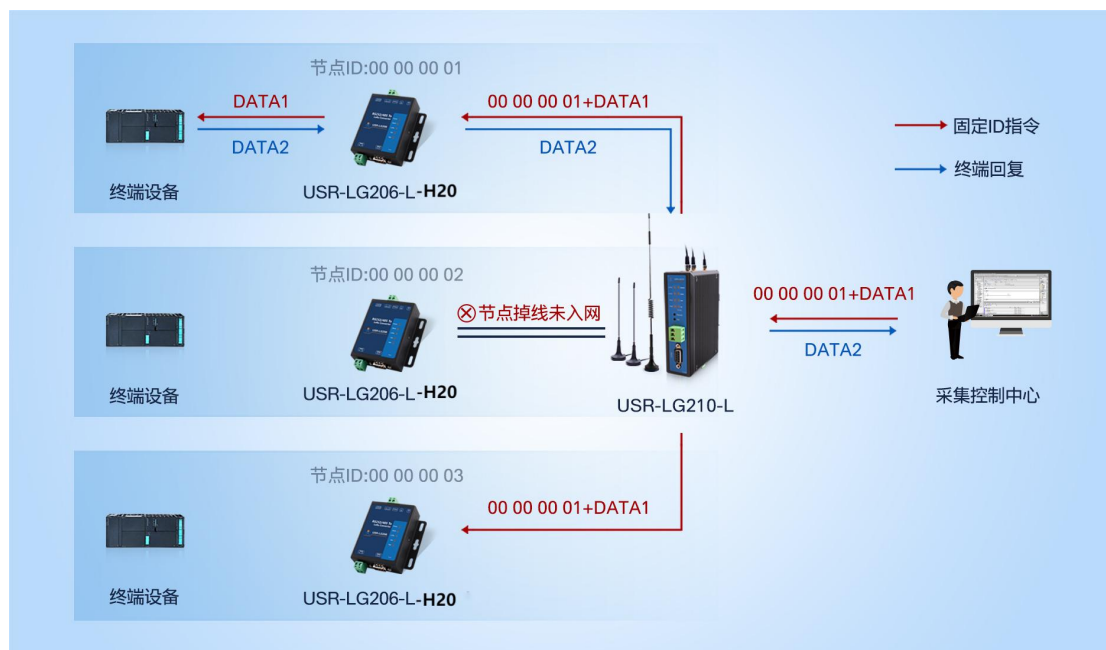 节点ID:00 00 00 01
DATA1
00 00 00 01+DATA1
DATA2
DATA2
终端设备
USR-LG206-L-H20
固定ID指令
终端回复
节点ID:00 00 00 02
节点掉线未入网
终端设备
USR-LG206-L-H20
USR-LG210-L
00 00 00 01+DATA1
DATA2
采集控制中心
节点ID:00 00 00 03
00 00 00 01+DATA1
终端设备
USR-LG206-L-H20